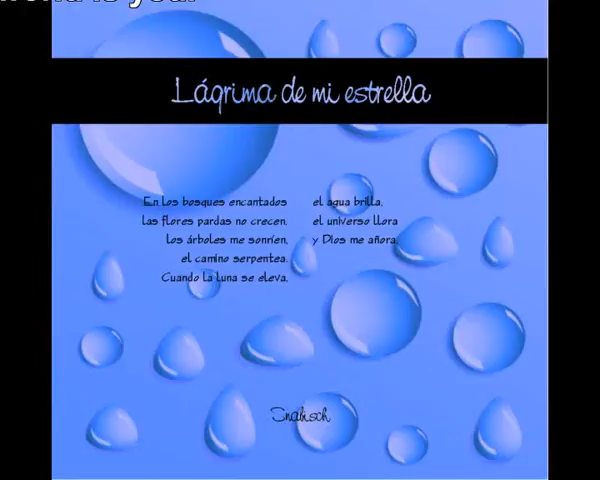 Lágrima de mi estrella
En los bosques encantados
las flores pardas no crecen,
los árboles me sonríen,
el camino serpentea.
Cuando la luna se eleva,
el agua brilla,
el universo llora
y Dios me añora.